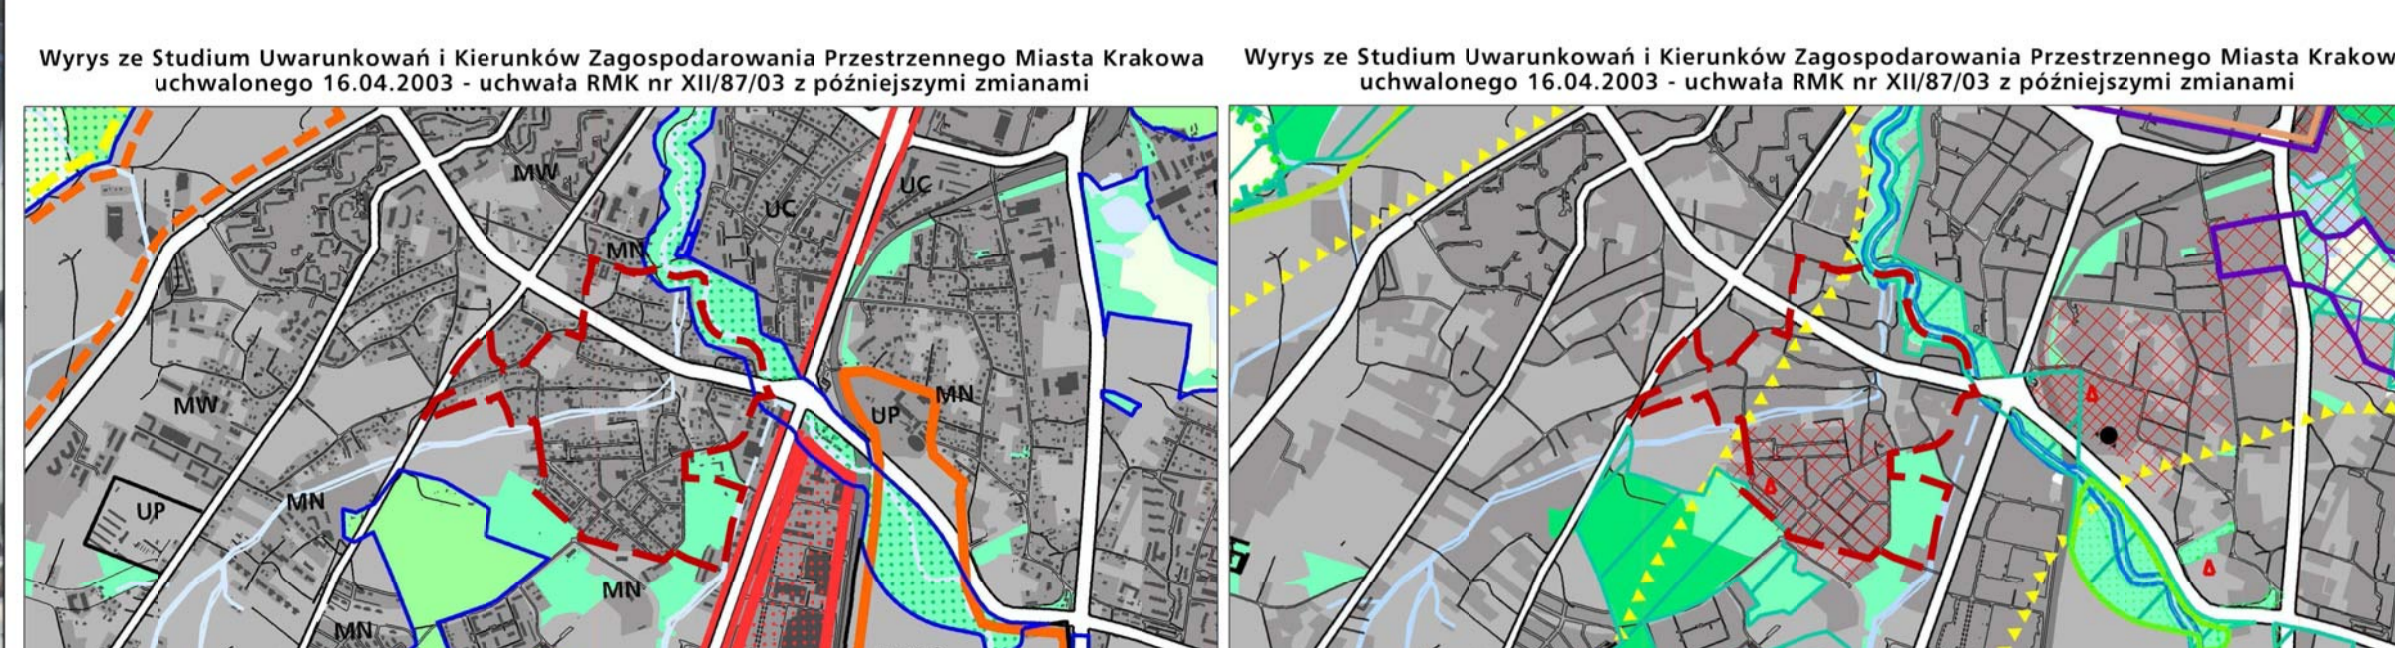 Wyrys ze Studium Uwarunkowań i Kierunków Zagospodarowania Przestrzennego Miasta Krakowa
uchwalonego 16.04.2003 - uchwała RMK nr XII/87/03 z późniejszymi zmianami
Wyrys ze Studium Uwarunkowań i Kierunków Zagospodarowania Przestrzennego Miasta Krakow
uchwalonego 16.04.2003 - uchwała RMK nr XII/87/03 z późniejszymi zmianami
MW
UC
UC
MN
MW
MN
UP
MN
UP
MN
MN